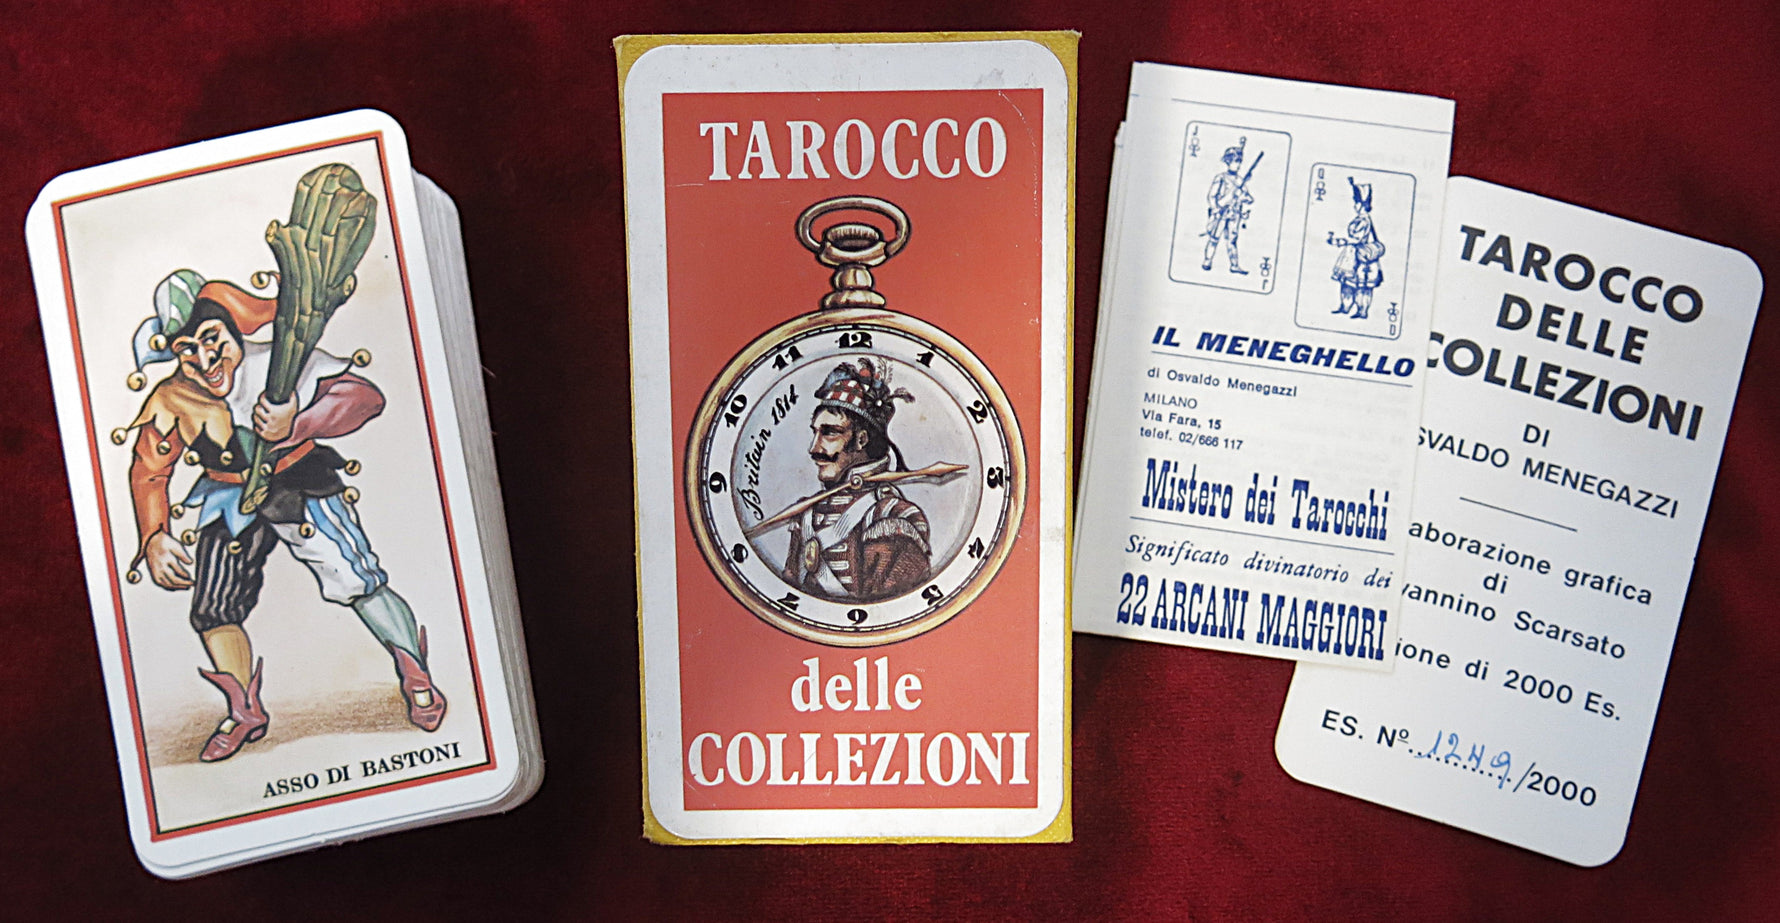 ASSO DI BASTONI
TAROCCO
12
1
2
3
4
5
6
7
8
9
10
11
Britain 1814
delle
COLLEZIONI
J
J
Q
Q
IL MENEGHELLO
di Osvaldo Menegazzi
MILANO
Via Fara, 15
telef. 02/666 117
Mistero dei Tarocchi
Significato divinatorio dei
22 ARCANI MAGGIORI
TAROCCO
DELLE
COLLEZIONI
DI
SVALDO MENEGAZZI
aborazione grafica
di
vannino Scarsato
ione di 2000 Es.
ES. Nº 1249/2000